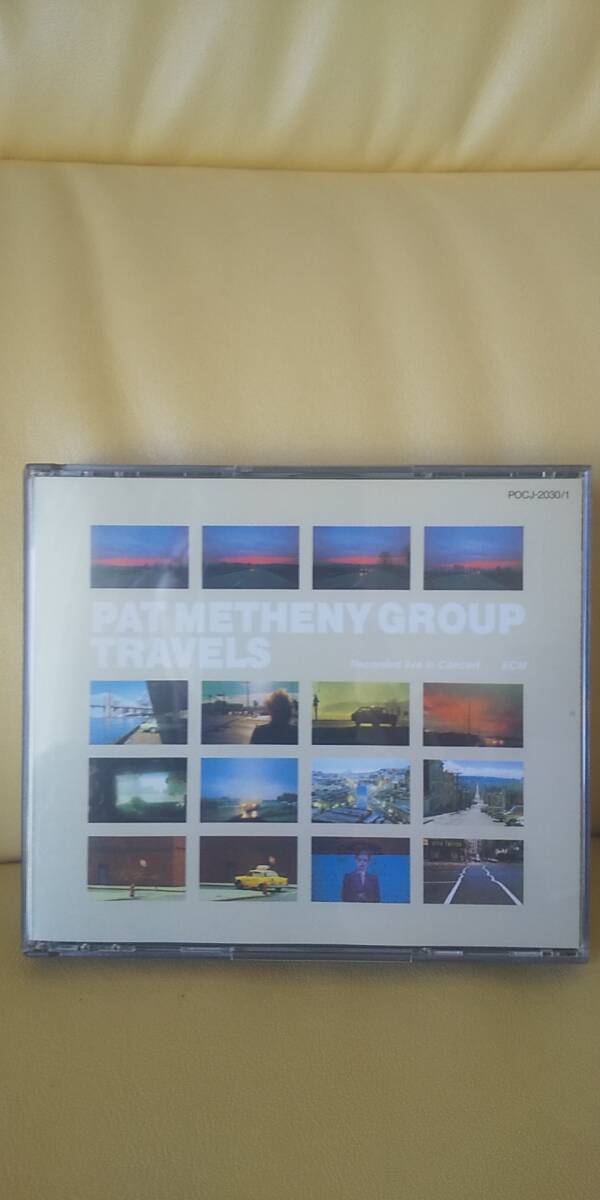 POCJ-2030/1
PAT METHENY GROUP
TRAVELS
Recorded live in Concert ECM